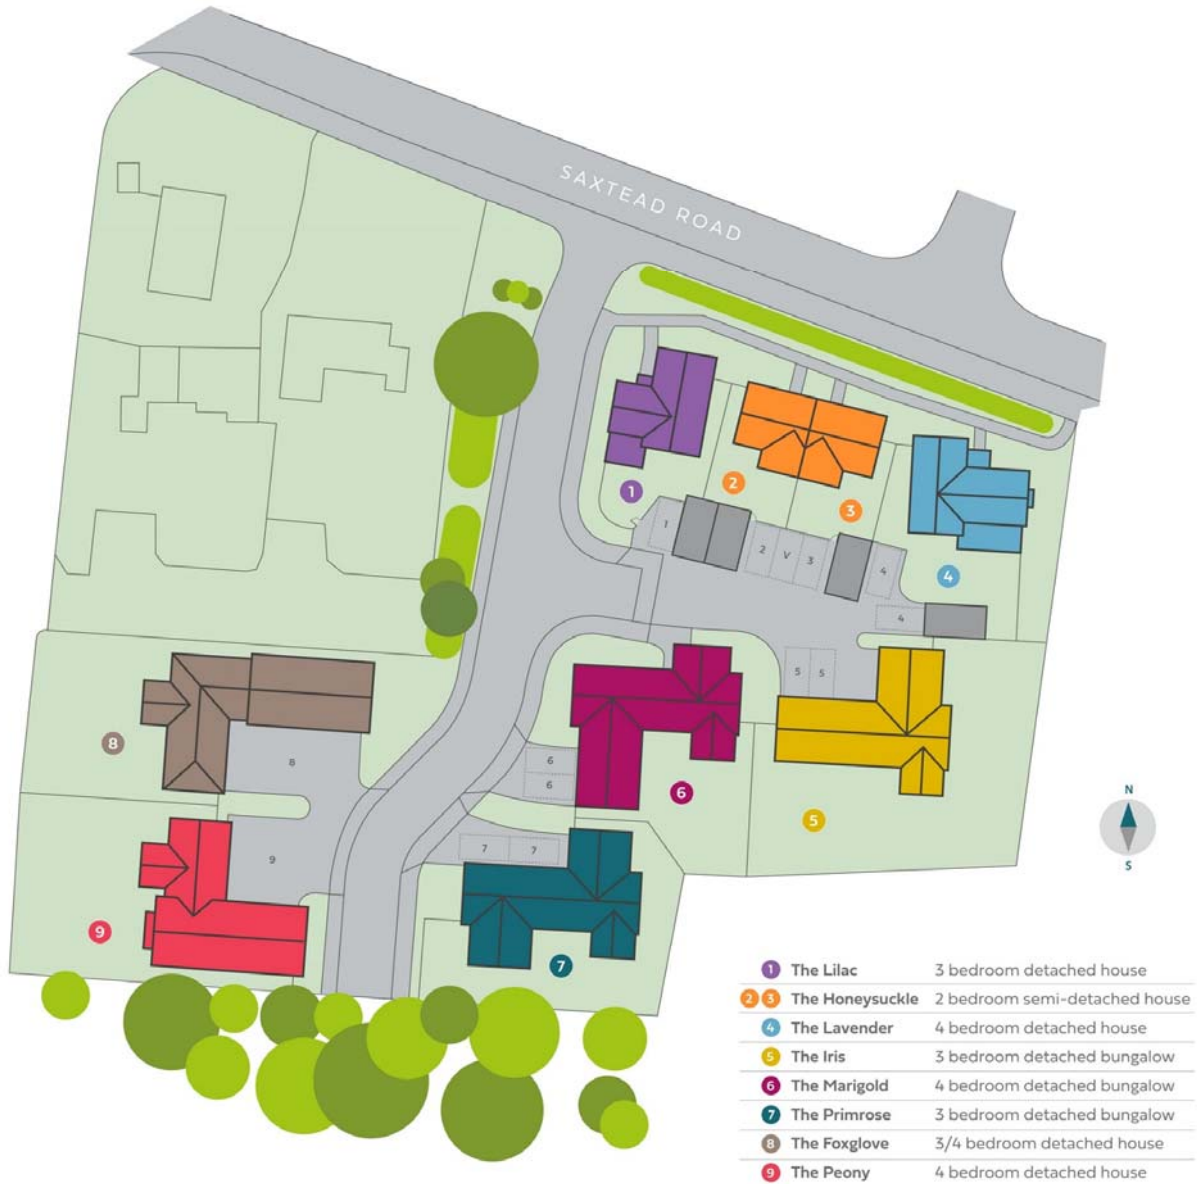 SAXTEAD ROAD
1
2
3
4
1
2
V
3
4
4
5
5
6
6
6
5
7
7
7
8
8
9
9
N
S
1 The Lilac 3 bedroom detached house
2 3 The Honeysuckle 2 bedroom semi-detached house
4 The Lavender 4 bedroom detached house
5 The Iris 3 bedroom detached bungalow
6 The Marigold 4 bedroom detached bungalow
7 The Primrose 3 bedroom detached bungalow
8 The Foxglove 3/4 bedroom detached house
9 The Peony 4 bedroom detached house